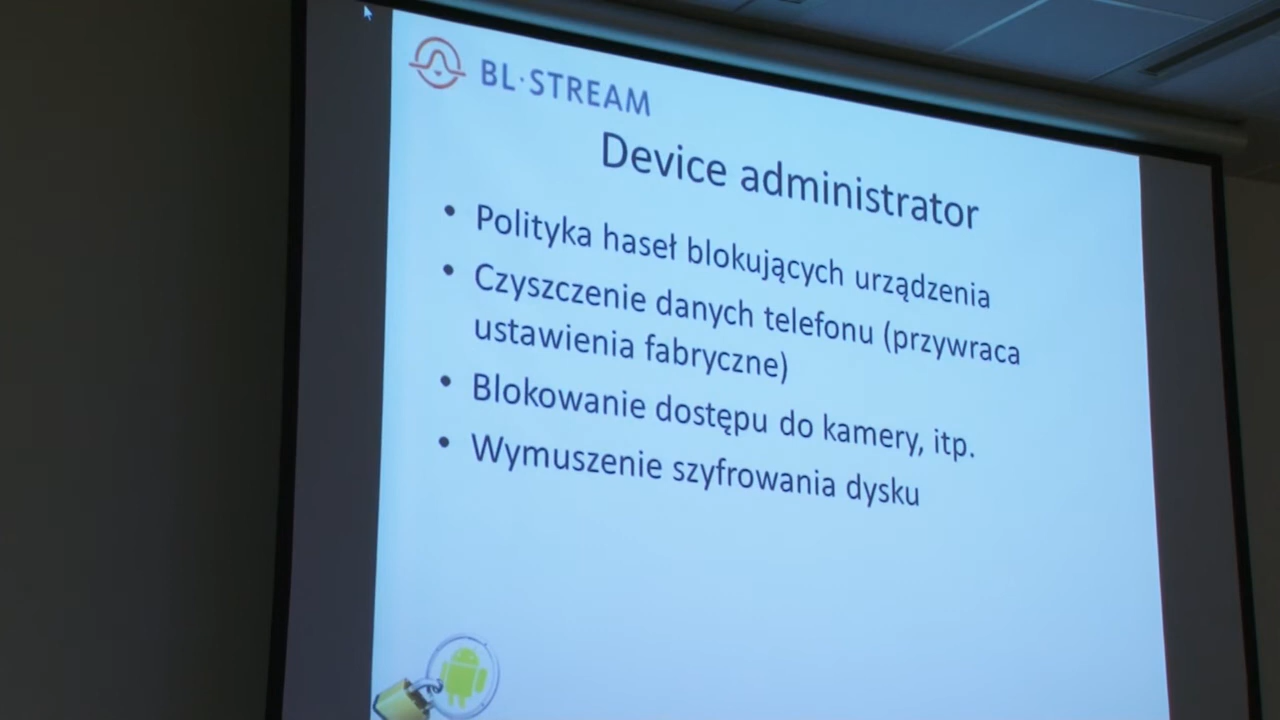 BL·STREAM
Device administrator
• Polityka haseł blokujących urządzenia
• Czyszczenie danych telefonu (przywraca
ustawienia fabryczne)
• Blokowanie dostępu do kamery, itp.
• Wymuszenie szyfrowania dysku